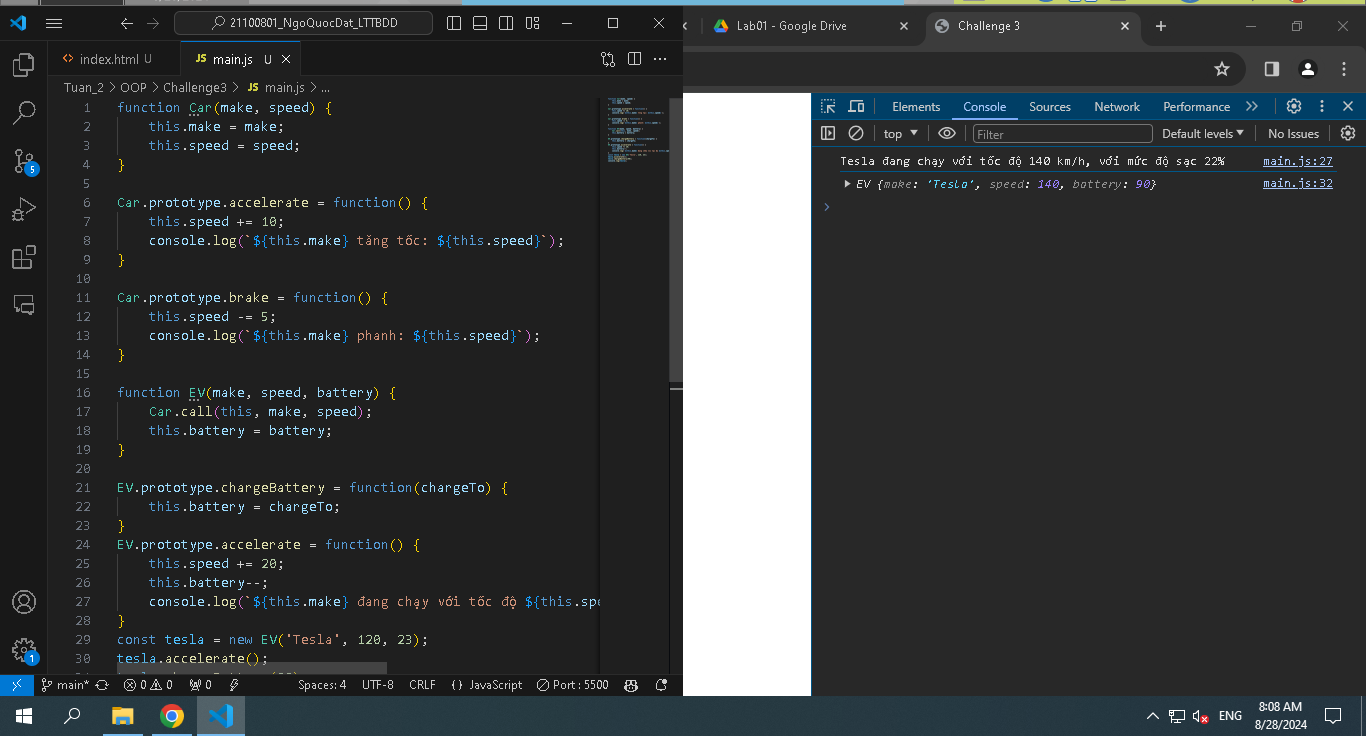 21100801_NgoQuocDat_LTTBDD
index.html U
JS main.js U
Tuan_2 > OOP > Challenge3 > JS main.js > ...
1 function Car(make, speed) {
2 this.make = make;
3 this.speed = speed;
4 }
5
6 Car.prototype.accelerate = function() {
7 this.speed += 10;
8 console.log(`${this.make} tăng tốc: ${this.speed}`);
9 }
10
11 Car.prototype.brake = function() {
12 this.speed -= 5;
13 console.log(`${this.make} phanh: ${this.speed}`);
14 }
15
16 function EV(make, speed, battery) {
17 Car.call(this, make, speed);
18 this.battery = battery;
19 }
20
21 EV.prototype.chargeBattery = function(chargeTo) {
22 this.battery = chargeTo;
23 }
24 EV.prototype.accelerate = function() {
25 this.speed += 20;
26 this.battery--;
27 console.log(`${this.make} đang chạy với tốc độ ${this.spe
28 }
29 const tesla = new EV('Tesla', 120, 23);
30 tesla.accelerate();
5
1
main* 0 0 0 Spaces: 4 UTF-8 CRLF {} JavaScript Port : 5500
Lab01 - Google Drive
Challenge 3
Elements Console Sources Network Performance
top Filter Default levels No Issues
Tesla đang chạy với tốc độ 140 km/h, với mức độ sạc 22% main.js:27
EV {make: 'Tesla', speed: 140, battery: 90} main.js:32
ENG
8:08 AM
8/28/2024